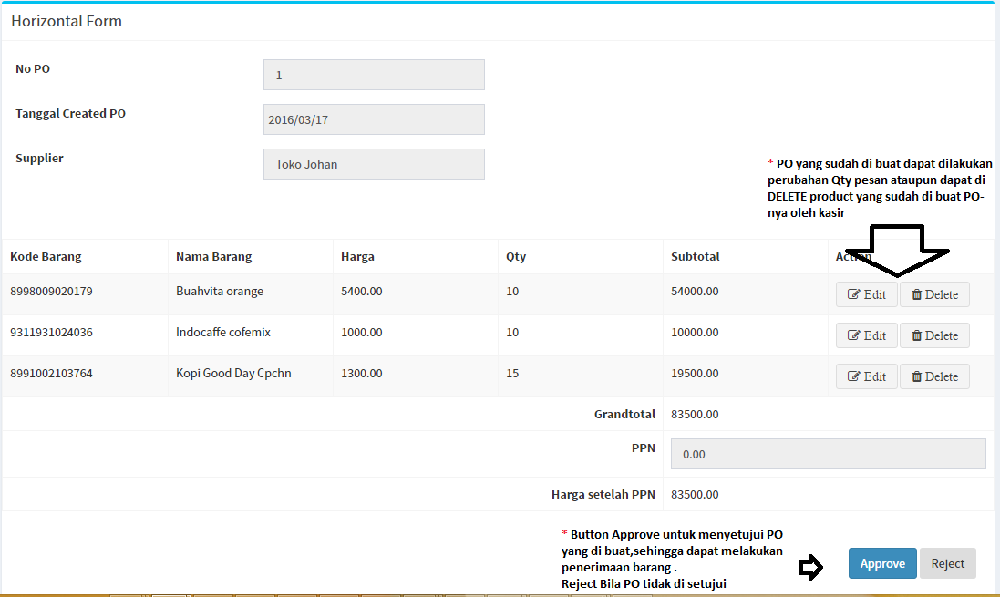 Horizontal Form
No PO
1
Tanggal Created PO
2016/03/17
Supplier
Toko Johan
* PO yang sudah di buat dapat dilakukan
perubahan Qty pesan ataupun dapat di
DELETE product yang sudah di buat PO-
nya oleh kasir
Kode Barang Nama Barang Harga Qty Subtotal Action
8998009020179 Buahvita orange 5400.00 10 54000.00 Edit Delete
9311931024036 Indocaffe cofemix 1000.00 10 10000.00 Edit Delete
8991002103764 Kopi Good Day Cpchn 1300.00 15 19500.00 Edit Delete
Grandtotal 83500.00
PPN 0.00
Harga setelah PPN 83500.00
* Button Approve untuk menyetujui PO
yang di buat,sehingga dapat melakukan
penerimaan barang .
Reject Bila PO tidak di setujui
Approve Reject